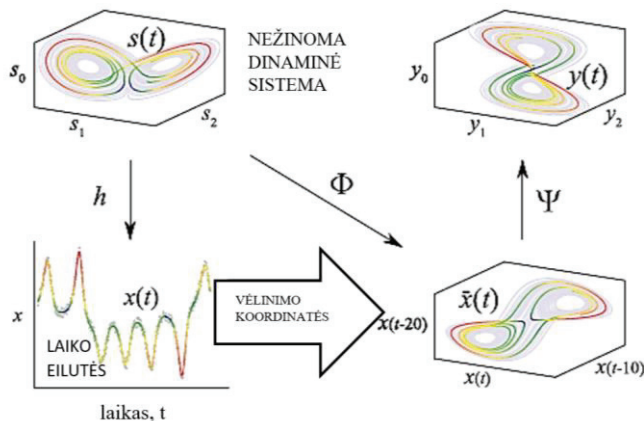 s(t)
s₀
s₁
s₂
NEŽINOMA
DINAMINĖ
SISTEMA
y(t)
y₀
y₁
y₂
h
Φ
Ψ
x
x(t)
LAIKO
EILUTĖS
laikas, t
VĖLINIMO
KOORDINATĖS
x̄(t)
x(t-20)
x(t)
x(t-10)